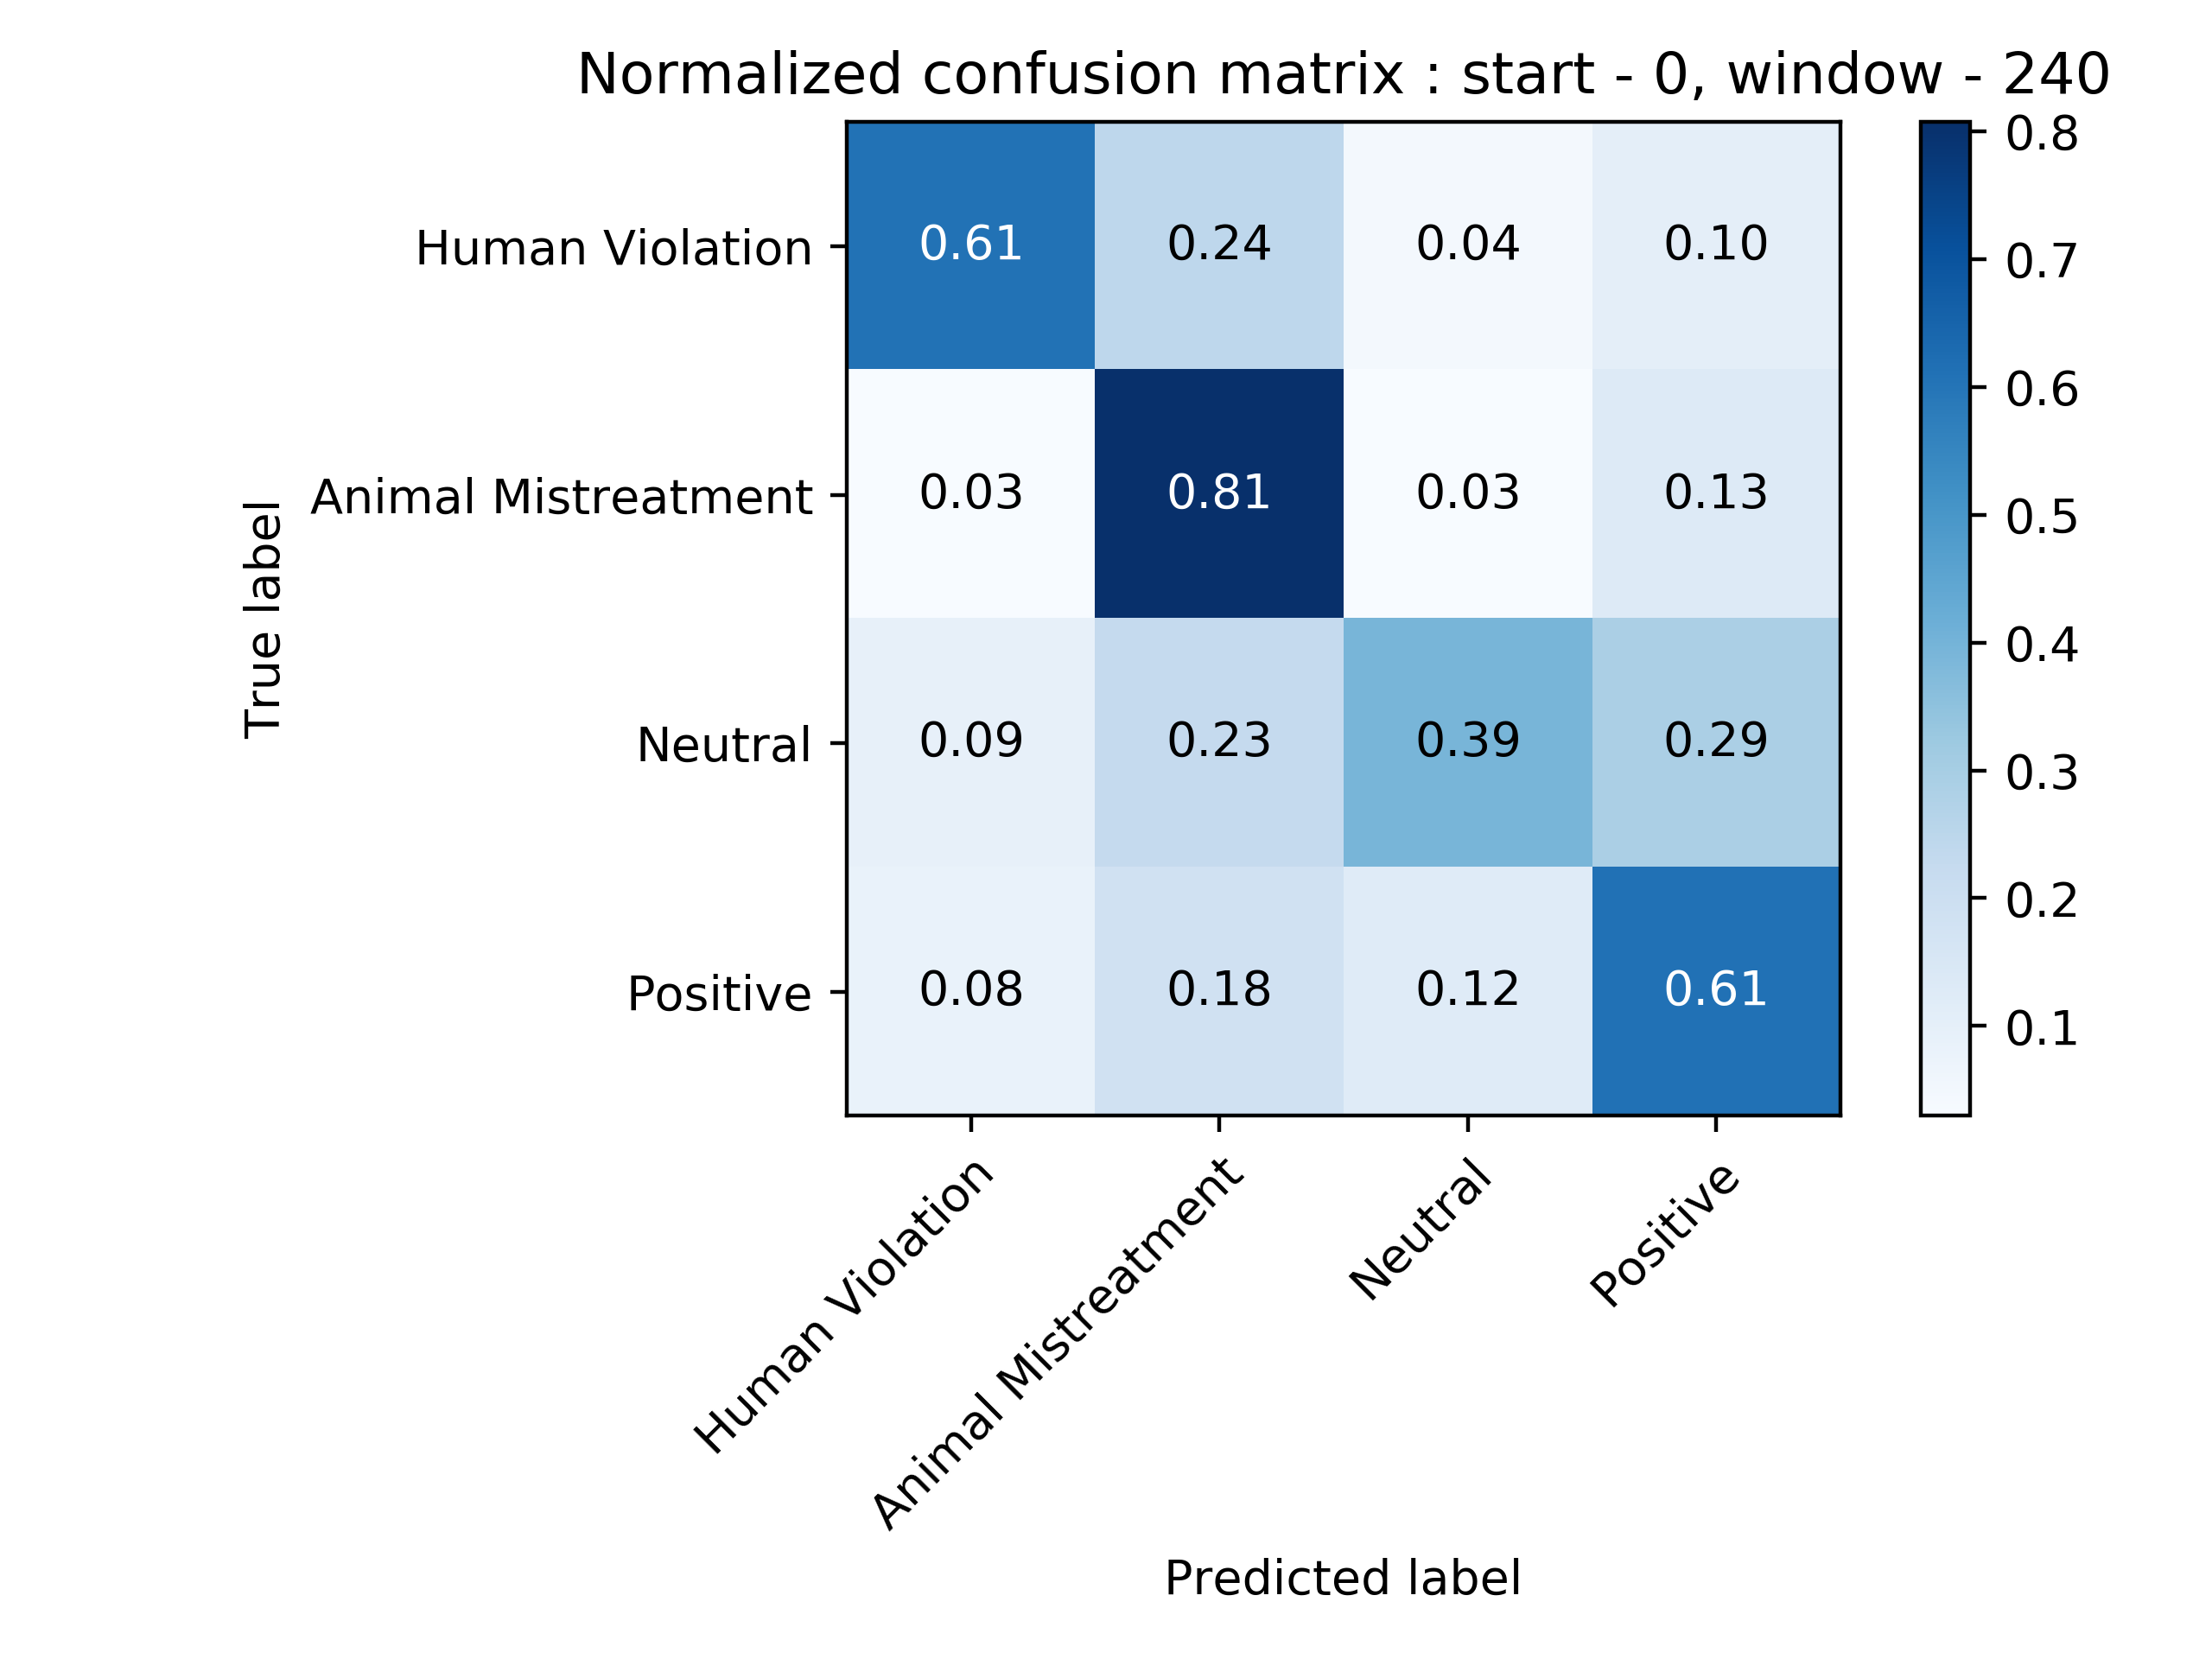 Normalized confusion matrix : start - 0, window - 240
Human Violation 0.61 0.24 0.04 0.10
Animal Mistreatment 0.03 0.81 0.03 0.13
Neutral 0.09 0.23 0.39 0.29
Positive 0.08 0.18 0.12 0.61
True label
Human Violation
Animal Mistreatment
Neutral
Positive
Predicted label
0.8
0.7
0.6
0.5
0.4
0.3
0.2
0.1